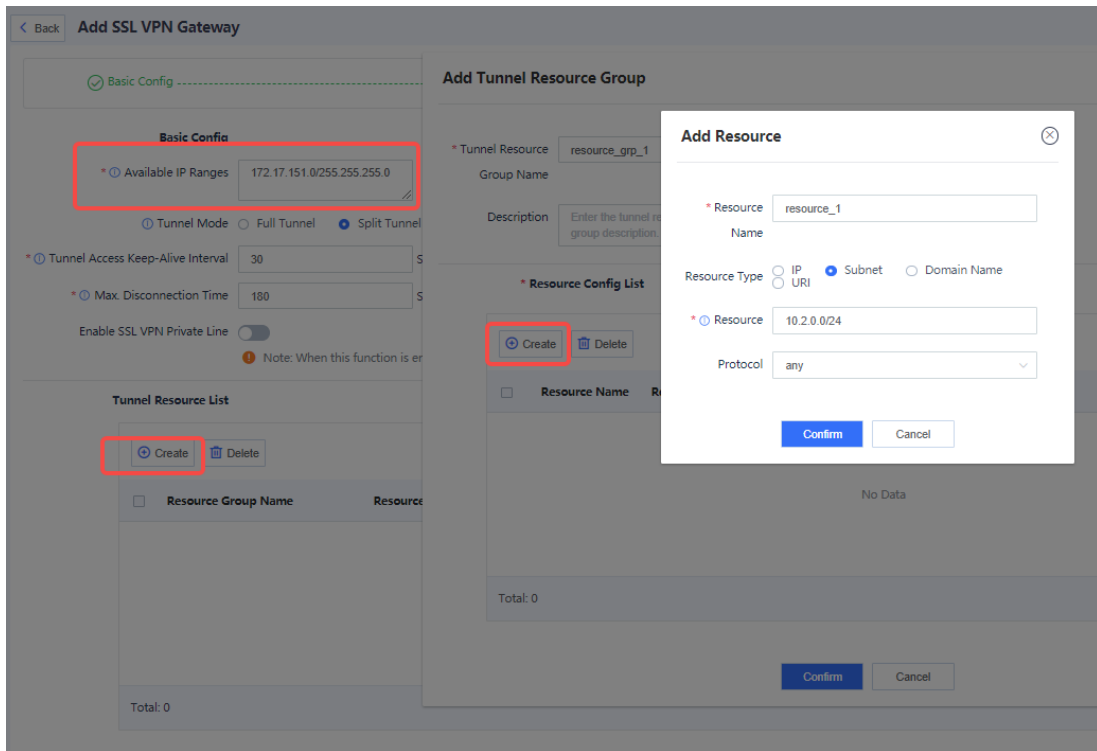 Back Add SSL VPN Gateway
Basic Config
Basic Config
* Available IP Ranges 172.17.151.0/255.255.255.0
Tunnel Mode Full Tunnel Split Tunnel
* Tunnel Access Keep-Alive Interval 30 S
* Max. Disconnection Time 180 S
Enable SSL VPN Private Line
Note: When this function is er
Tunnel Resource List
Create Delete
Resource Group Name Resource
Total: 0
Add Tunnel Resource Group
* Tunnel Resource resource_grp_1
Group Name
Description Enter the tunnel re
group description.
* Resource Config List
Create Delete
Resource Name Re
No Data
Total: 0
Confirm Cancel
Add Resource
* Resource resource_1
Name
Resource Type IP Subnet Domain Name
URI
* Resource 10.2.0.0/24
Protocol any
Confirm Cancel